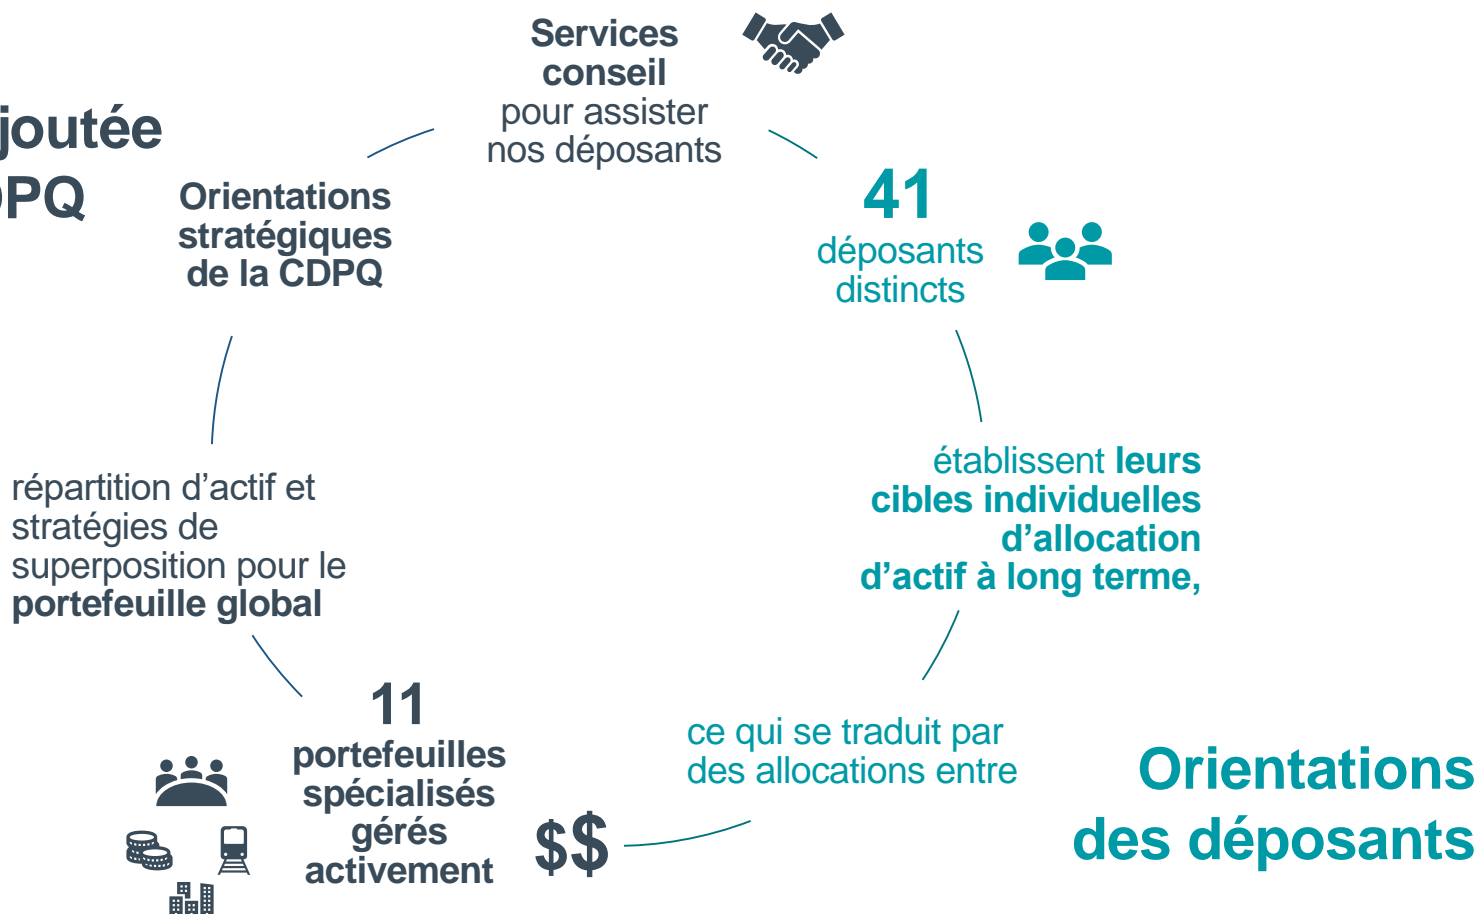 Services
conseil
pour assister
nos déposants
joutée
PQ
Orientations
stratégiques
de la CDPQ
41
déposants
distincts
établissent leurs
cibles individuelles
d’allocation
d’actif à long terme,
répartition d’actif et
stratégies de
superposition pour le
portefeuille global
11
portefeuilles
spécialisés
gérés
activement
$$
ce qui se traduit par
des allocations entre
Orientations
des déposants